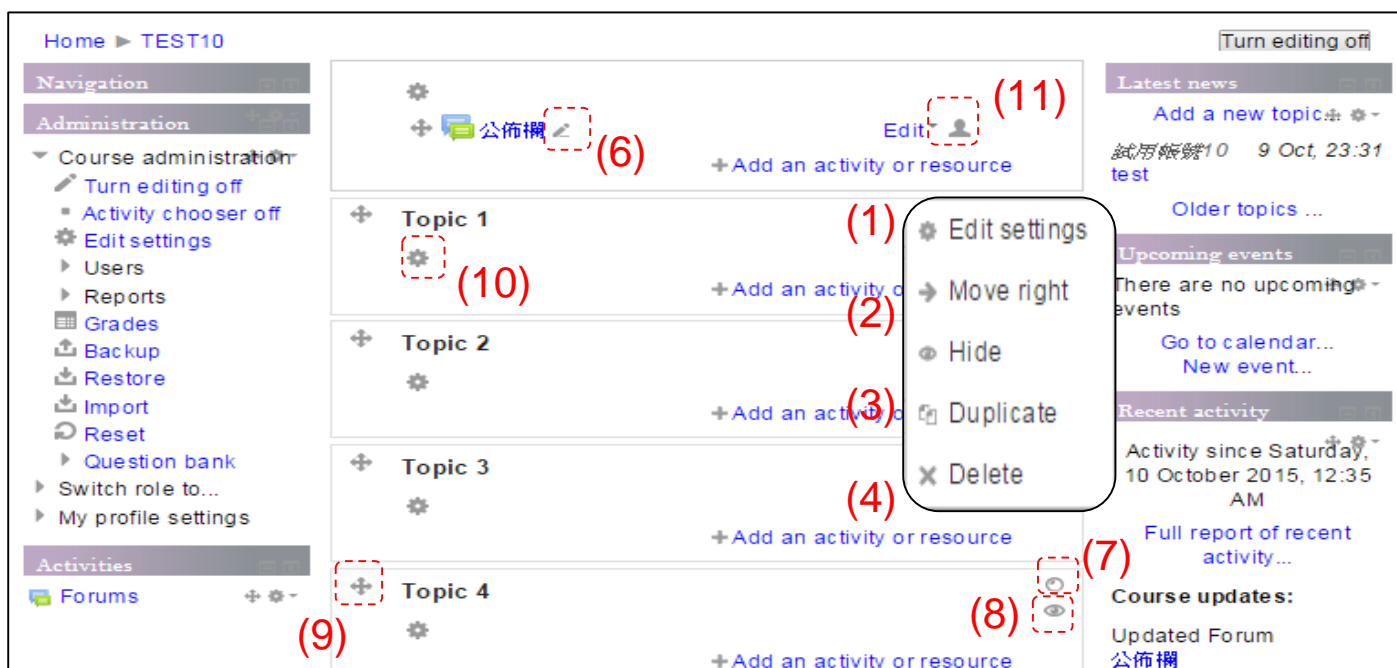 Home ► TEST10
Turn editing off
Navigation
Administration
Course administration
Turn editing off
Activity chooser off
Edit settings
Users
Reports
Grades
Backup
Restore
Import
Reset
Question bank
Switch role to...
My profile settings
Activities
Forums
公佈欄
(6)
Edit
(11)
+Add an activity or resource
Topic 1
(10)
+Add an activity o
Topic 2
+Add an activity o
Topic 3
+Add an activity or resource
(9)
Topic 4
+Add an activity or resource
(1)
Edit settings
(2)
Move right
Hide
(3)
Duplicate
(4)
Delete
(7)
(8)
Latest news
Add a new topic...
試用帳號10 9 Oct, 23:31
test
Older topics ...
Upcoming events
There are no upcoming
events
Go to calendar...
New event...
Recent activity
Activity since Saturday,
10 October 2015, 12:35
AM
Full report of recent
activity...
Course updates:
Updated Forum
公佈欄